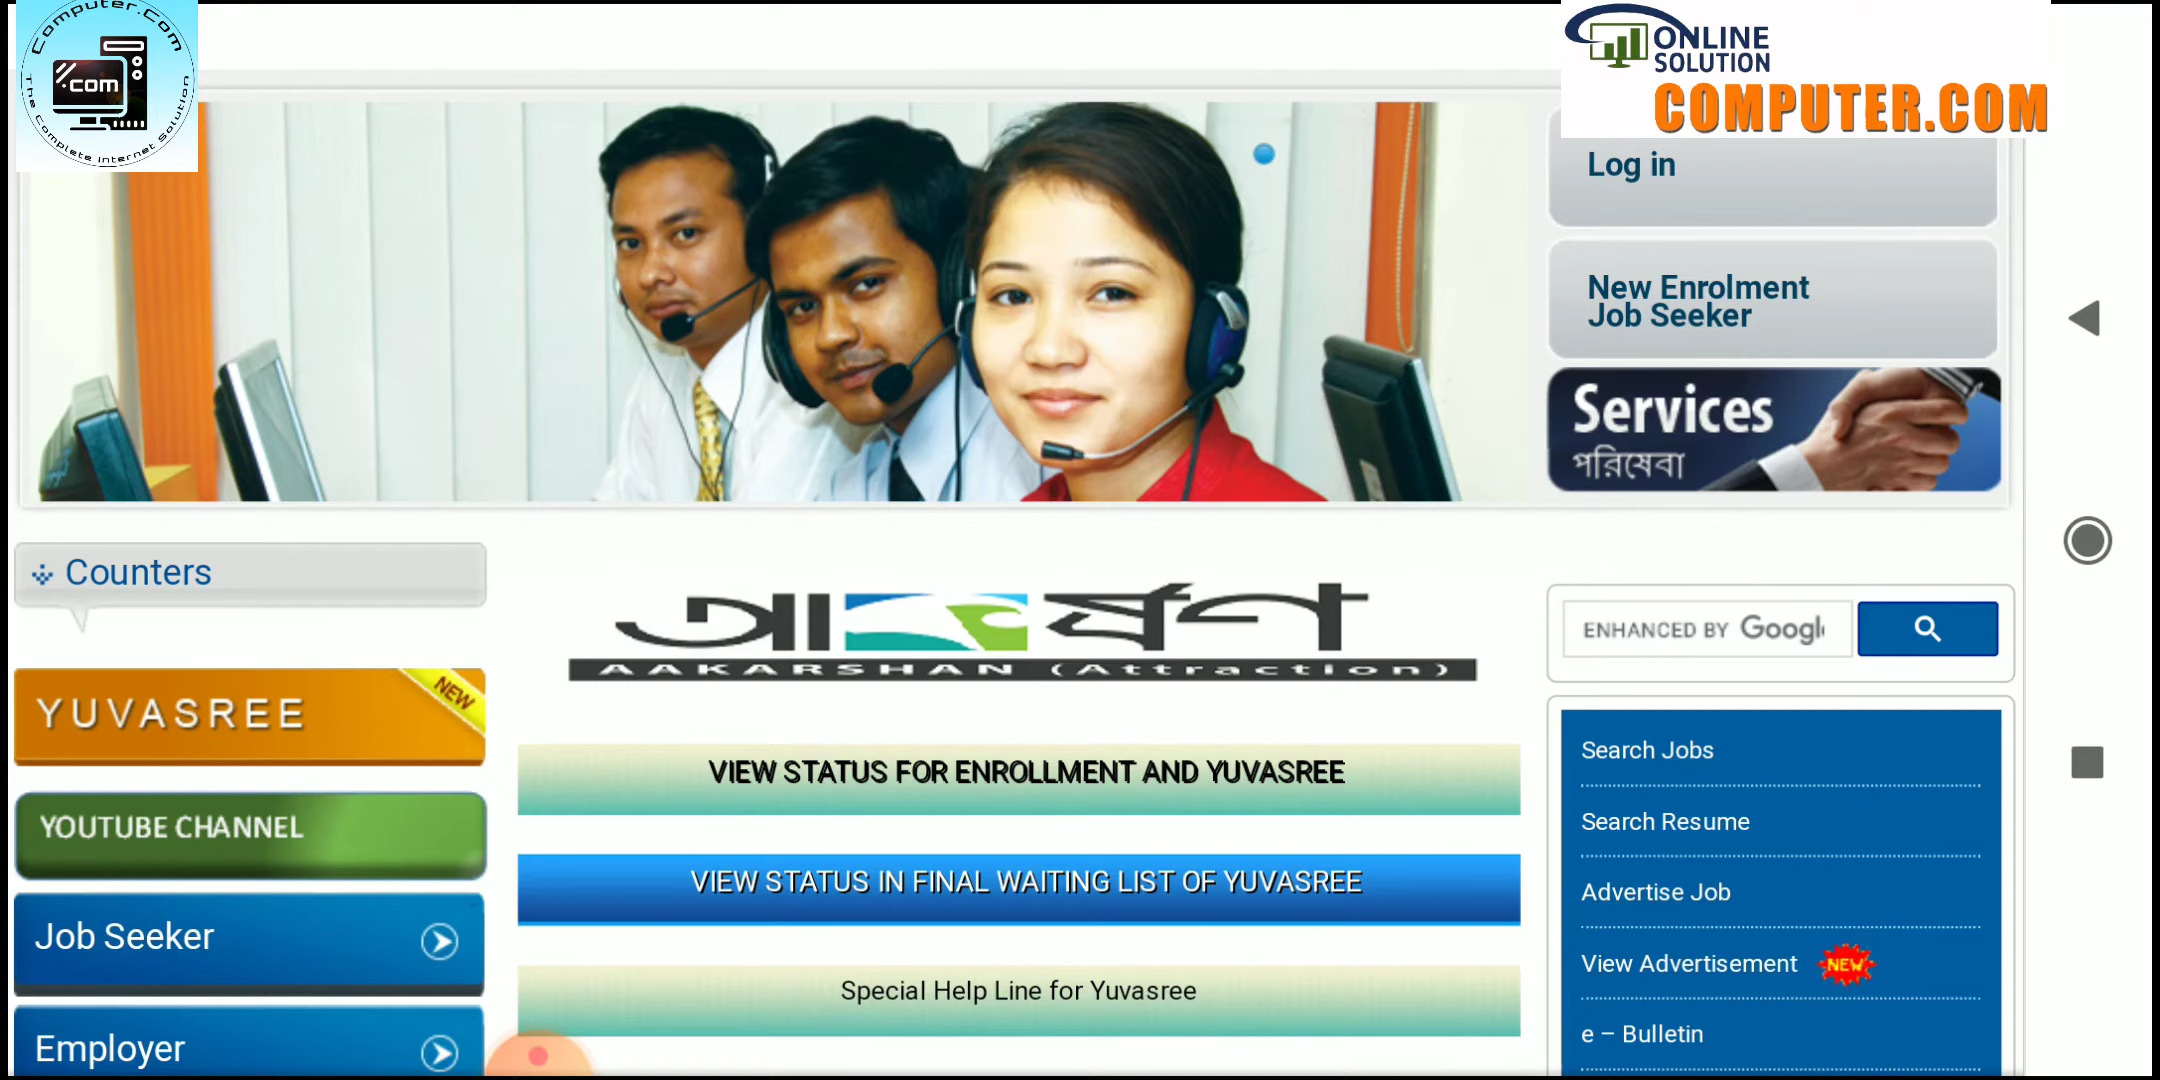 Computer.Com
.com
The Complete Internet Solution
ONLINE
SOLUTION
COMPUTER.COM
Log in
New Enrolment
Job Seeker
Services
পরিষেবা
Counters
আকর্ষণ
AAKARSHAN (Attraction)
ENHANCED BY Googl
YUVASREE
NEW
VIEW STATUS FOR ENROLLMENT AND YUVASREE
Search Jobs
YOUTUBE CHANNEL
Search Resume
VIEW STATUS IN FINAL WAITING LIST OF YUVASREE
Advertise Job
Job Seeker
View Advertisement NEW
Special Help Line for Yuvasree
e – Bulletin
Employer